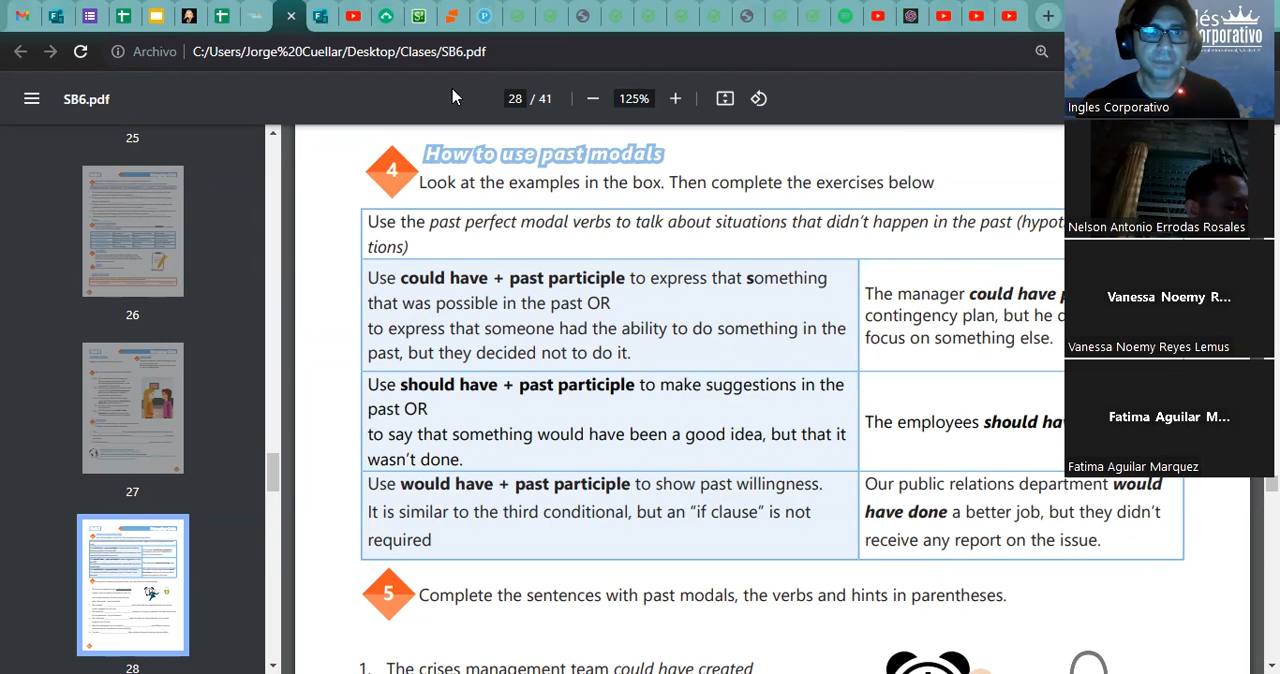 Archivo
C:/Users/Jorge%20Cuellar/Desktop/Clases/SB6.pdf
SB6.pdf
28 / 41
125%
25
26
27
28
4
How to use past modals
Look at the examples in the box. Then complete the exercises below
Use the past perfect modal verbs to talk about situations that didn't happen in the past (hypot
tions)
Use could have + past participle to express that something
that was possible in the past OR
to express that someone had the ability to do something in the
past, but they decided not to do it.
The manager could have p
contingency plan, but he d
focus on something else.
Use should have + past participle to make suggestions in the
past OR
to say that something would have been a good idea, but that it
wasn't done.
The employees should ha
Use would have + past participle to show past willingness.
It is similar to the third conditional, but an "if clause" is not
required
Our public relations department would
have done a better job, but they didn't
receive any report on the issue.
5
Complete the sentences with past modals, the verbs and hints in parentheses.
1. The crises management team could have created
lés
orporativo
Ingles Corporativo
Nelson Antonio Errodas Rosales
Vanessa Noemy R...
Vanessa Noemy Reyes Lemus
Fatima Aguilar M...
Fatima Aguilar Marquez